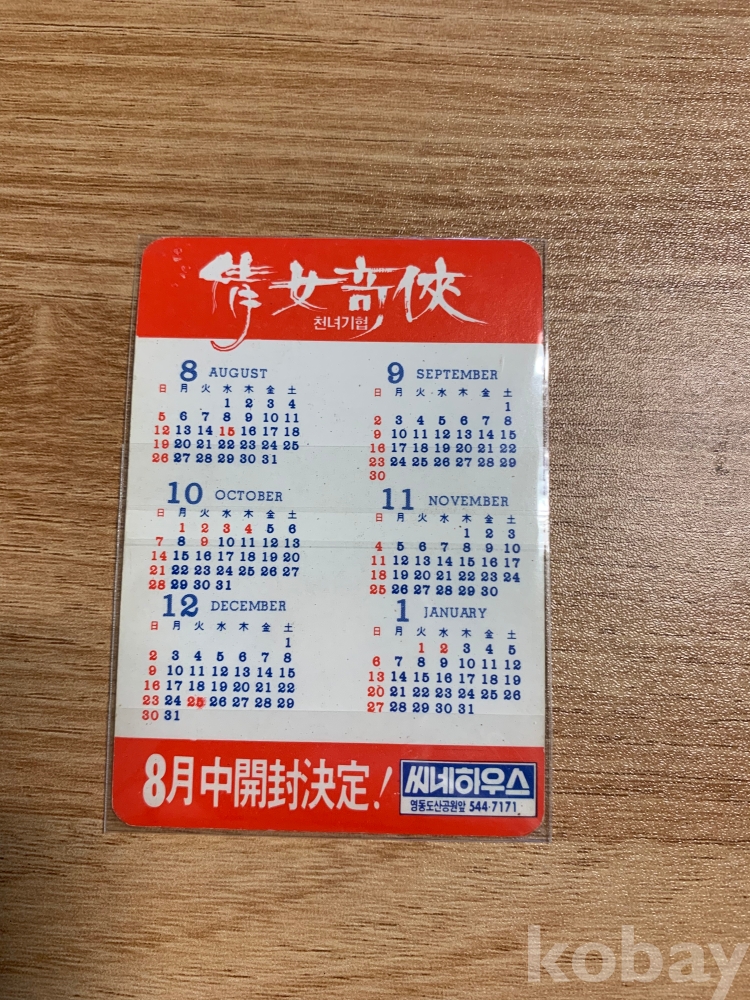 倩女奇俠
천녀기협
8 AUGUST
日 月 火 水 木 金 土
1 2 3 4
5 6 7 8 9 10 11
12 13 14 15 16 17 18
19 20 21 22 23 24 25
26 27 28 29 30 31
9 SEPTEMBER
日 月 火 水 木 金 土
1
2 3 4 5 6 7 8
9 10 11 12 13 14 15
16 17 18 19 20 21 22
23 24 25 26 27 28 29
30
10 OCTOBER
日 月 火 水 木 金 土
1 2 3 4 5 6
7 8 9 10 11 12 13
14 15 16 17 18 19 20
21 22 23 24 25 26 27
28 29 30 31
11 NOVEMBER
日 月 火 水 木 金 土
1 2 3
4 5 6 7 8 9 10
11 12 13 14 15 16 17
18 19 20 21 22 23 24
25 26 27 28 29 30
12 DECEMBER
日 月 火 水 木 金 土
1
2 3 4 5 6 7 8
9 10 11 12 13 14 15
16 17 18 19 20 21 22
23 24 25 26 27 28 29
30 31
1 JANUARY
日 月 火 水 木 金 土
1 2 3 4 5
6 7 8 9 10 11 12
13 14 15 16 17 18 19
20 21 22 23 24 25 26
27 28 29 30 31
8月中開封決定!
씨네하우스
영동도산공원앞 544-7171
kobay